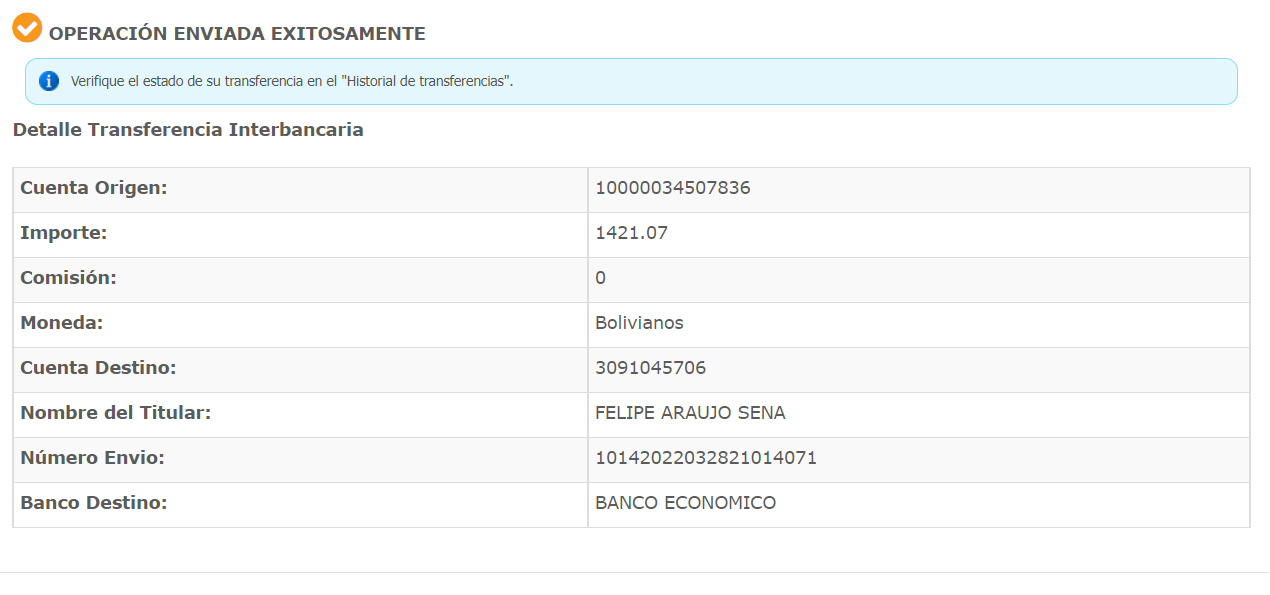 OPERACIÓN ENVIADA EXITOSAMENTE
Verifique el estado de su transferencia en el "Historial de transferencias".
Detalle Transferencia Interbancaria
Cuenta Origen: 10000034507836
Importe: 1421.07
Comisión: 0
Moneda: Bolivianos
Cuenta Destino: 3091045706
Nombre del Titular: FELIPE ARAUJO SENA
Número Envio: 10142022032821014071
Banco Destino: BANCO ECONOMICO